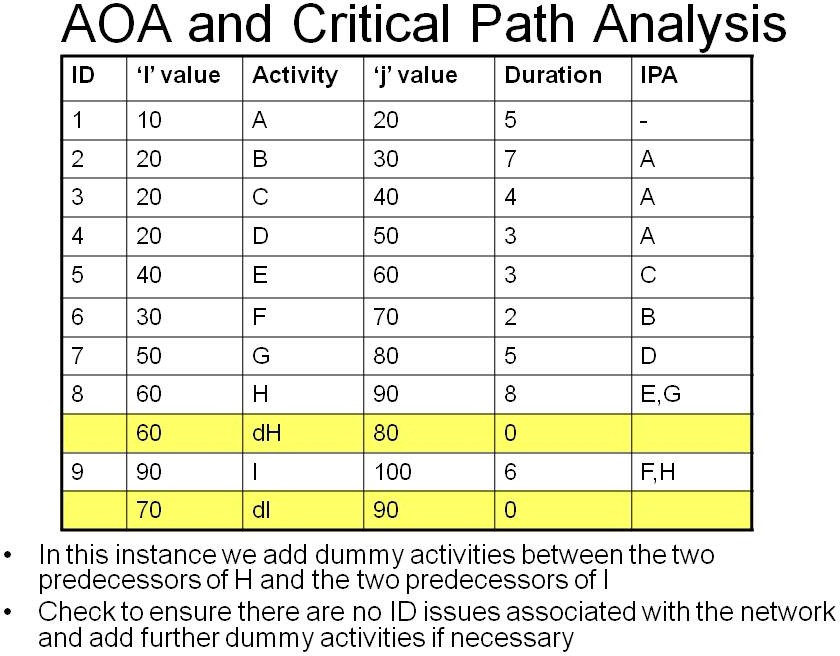 AOA and Critical Path Analysis
ID 'I' value Activity 'j' value Duration IPA
1 10 A 20 5 -
2 20 B 30 7 A
3 20 C 40 4 A
4 20 D 50 3 A
5 40 E 60 3 C
6 30 F 70 2 B
7 50 G 80 5 D
8 60 H 90 8 E,G
60 dH 80 0
9 90 I 100 6 F,H
70 dI 90 0
• In this instance we add dummy activities between the two
predecessors of H and the two predecessors of I
• Check to ensure there are no ID issues associated with the network
and add further dummy activities if necessary